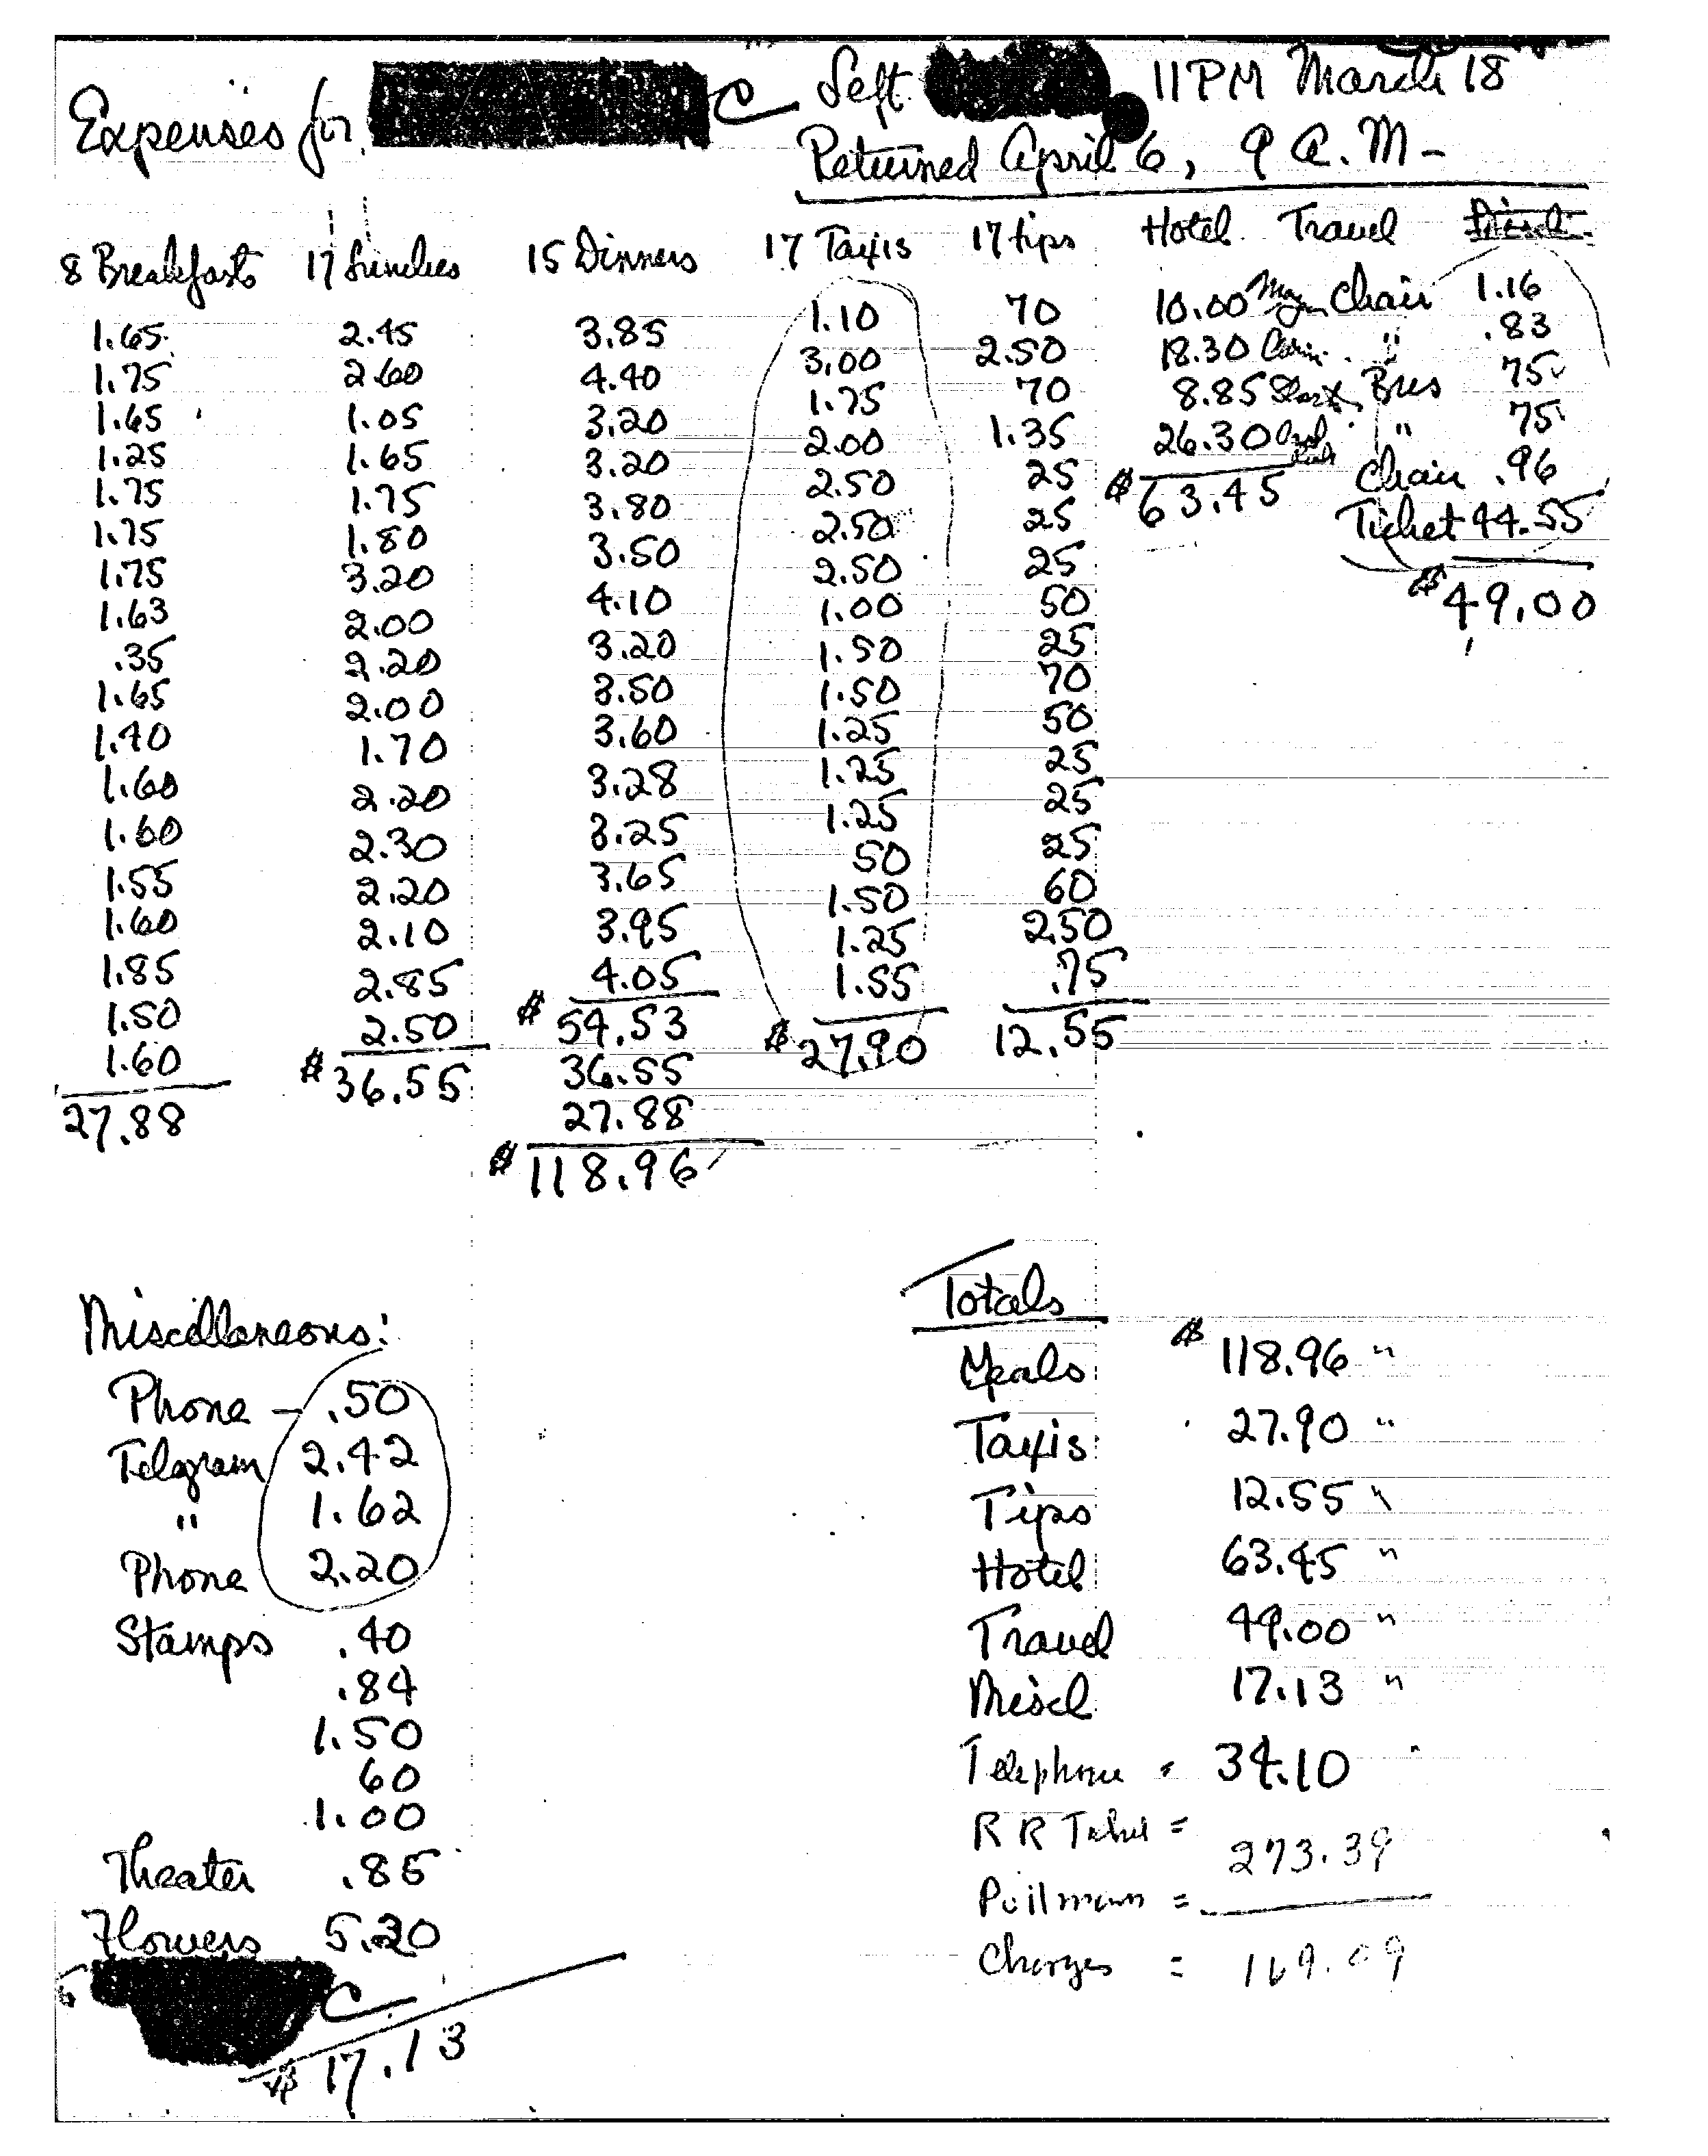 Expenses for C Left 11 PM March 18
Returned April 6, 9 A.M-
8 Breakfasts 17 Lunches 15 Dinners 17 Taxis 17 tips Hotel Travel Miscl.
1.65 2.45 3.85 1.10 70 10.00 Chair 1.16
1.75 2.60 4.40 3.00 2.50 18.30 " .83
1.65 1.05 3.20 1.75 70 8.85 Bus 75
1.25 1.65 3.20 2.00 1.35 26.30 " 75
1.75 1.75 3.80 2.50 25 $63.45 Chair .96
1.75 1.80 3.50 2.50 25 Ticket 44.55
1.75 3.20 4.10 2.50 25 $49.00
1.63 2.00 3.20 1.00 50
.35 2.20 3.50 1.50 25
1.65 2.00 3.60 1.50 70
1.40 1.70 3.28 1.25 50
1.60 2.20 3.25 1.25 25
1.60 2.30 3.65 1.25 25
1.55 2.20 3.95 50 25
1.60 2.10 4.05 1.50 60
1.85 2.85 $54.53 1.25 2.50
1.50 2.50 36.55 1.55 .75
1.60 $36.55 27.88 $27.90 12.55
27.88 $118.96
Miscellaneous:
Phone - .50
Telgram 2.42
" 1.62
Phone 2.20
Stamps .40
.84
1.50
60
1.00
Theater .85
Flowers 5.20
C
$17.13
Totals
Meals $118.96 "
Taxis 27.90 "
Tips 12.55 "
Hotel 63.45 "
Travel 49.00 "
Miscl 17.13 "
Telephone = 34.10
R R Ticket = 273.39
Pullman =
Charges = 169.09